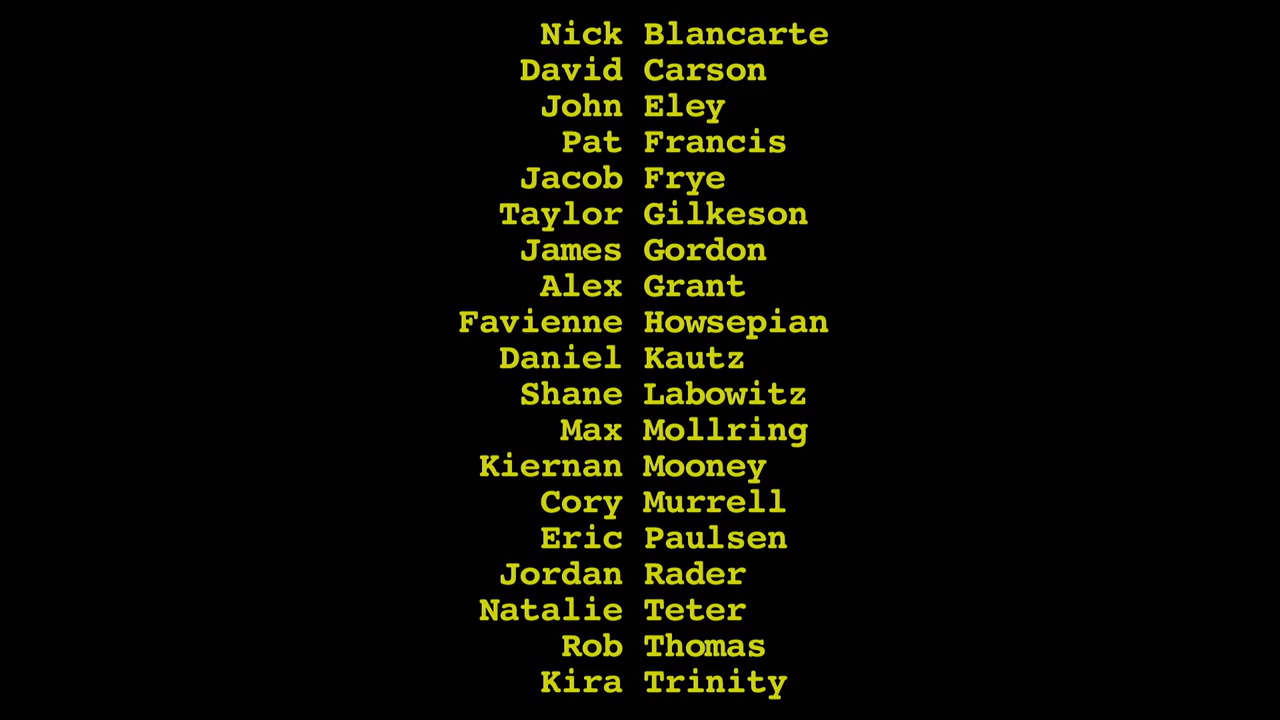 Nick Blancarte
David Carson
John Eley
Pat Francis
Jacob Frye
Taylor Gilkeson
James Gordon
Alex Grant
Favienne Howsepian
Daniel Kautz
Shane Labowitz
Max Mollring
Kiernan Mooney
Cory Murrell
Eric Paulsen
Jordan Rader
Natalie Teter
Rob Thomas
Kira Trinity